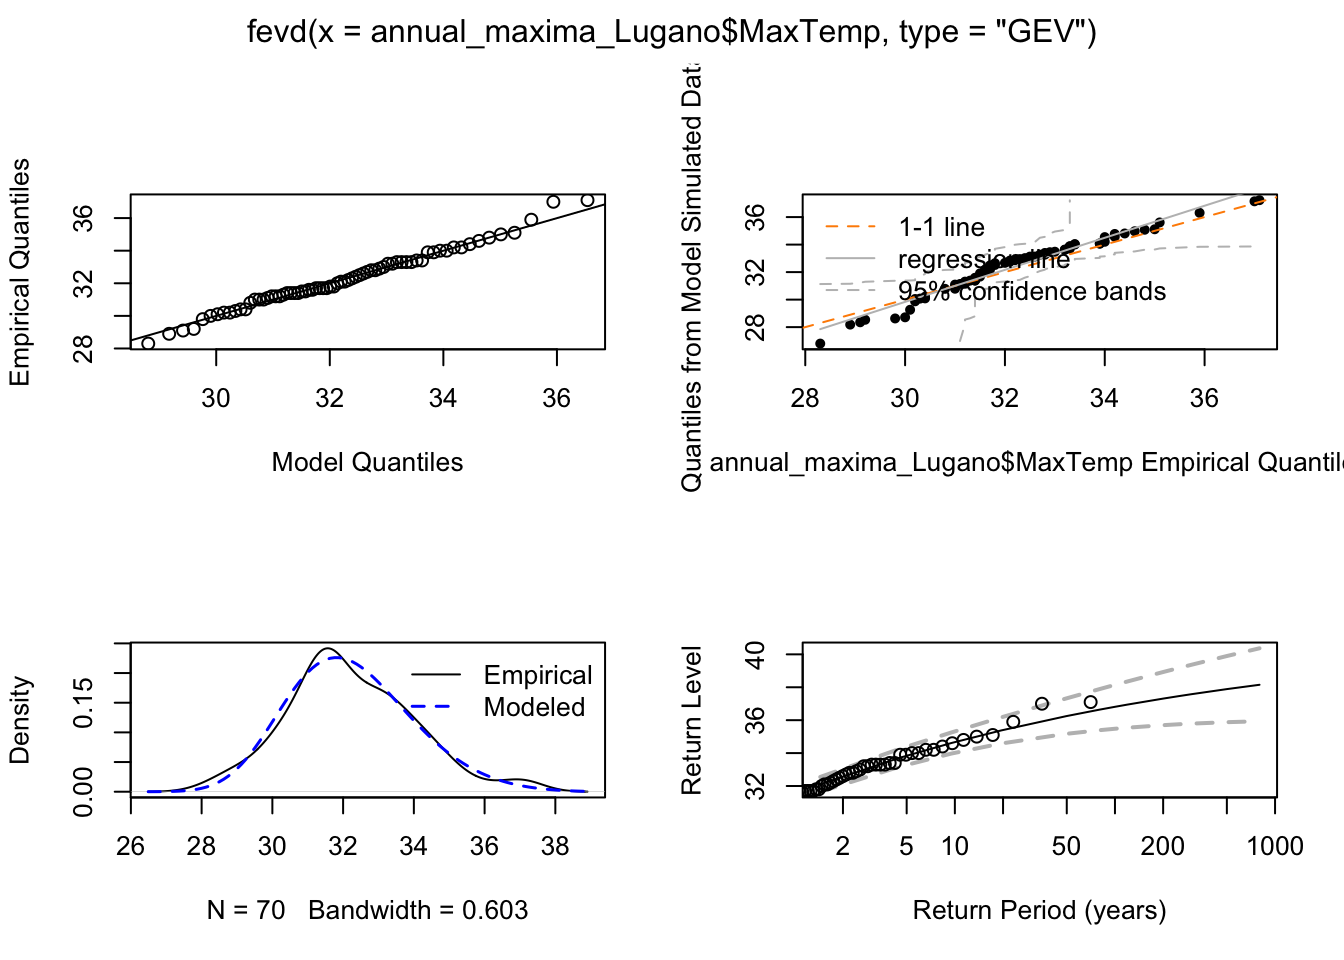 fevd(x = annual_maxima_Lugano$MaxTemp, type = "GEV")
Empirical Quantiles
28 32 36
30 32 34 36
Model Quantiles
Quantiles from Model Simulated Dat
28 32 36
1-1 line
regression line
95% confidence bands
28 30 32 34 36
annual_maxima_Lugano$MaxTemp Empirical Quantile
Density
0.00 0.15
Empirical
Modeled
26 28 30 32 34 36 38
N = 70 Bandwidth = 0.603
Return Level
32 36 40
2 5 10 50 200 1000
Return Period (years)